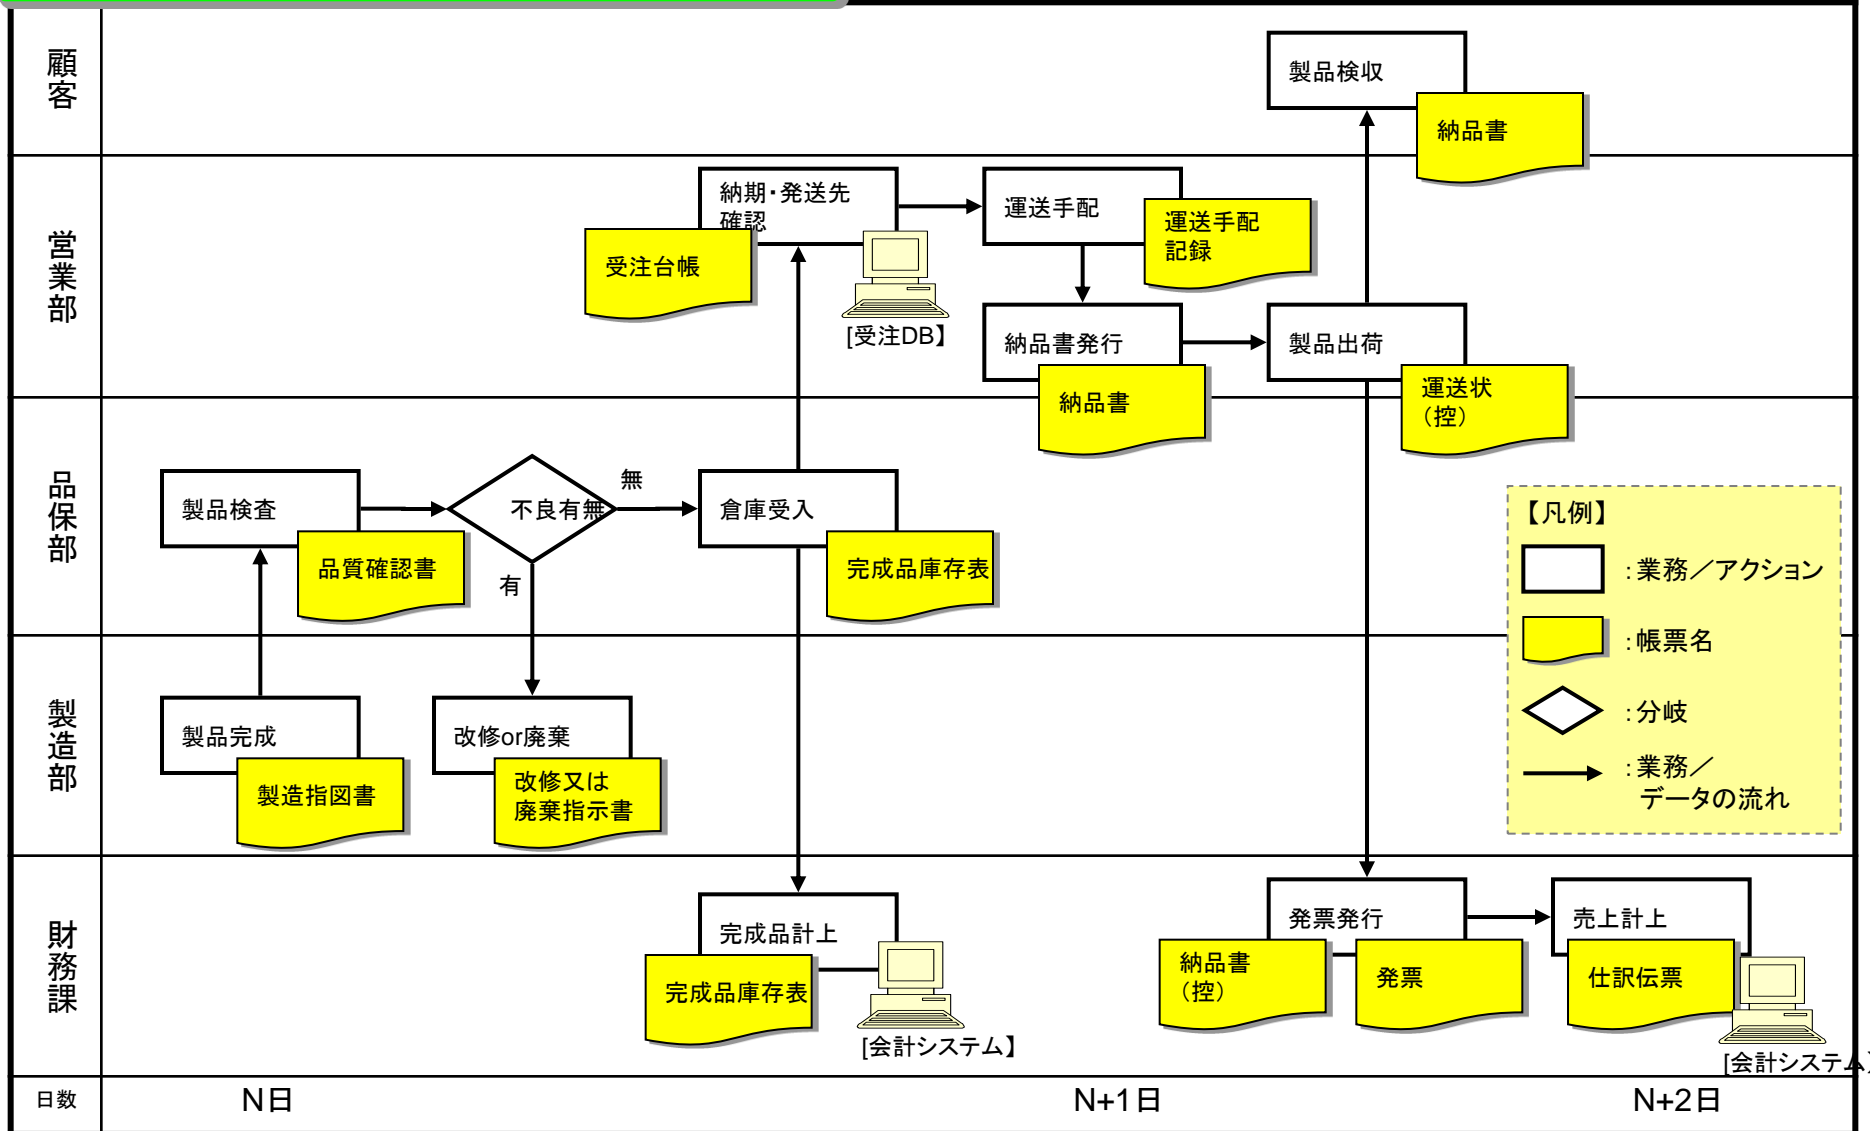 顧客
製品検収
納品書
営業部
納期・発送先
確認
受注台帳
[受注DB】
運送手配
運送手配
記録
納品書発行
納品書
製品出荷
運送状
（控）
品保部
製品検査
品質確認書
不良有無
無
有
倉庫受入
完成品庫存表
【凡例】
：業務／アクション
：帳票名
：分岐
：業務／
データの流れ
製造部
製品完成
製造指図書
改修or廃棄
改修又は
廃棄指示書
財務課
完成品計上
完成品庫存表
[会計システム】
発票発行
納品書
（控）
発票
売上計上
仕訳伝票
[会計システム】
日数
N日
N+1日
N+2日